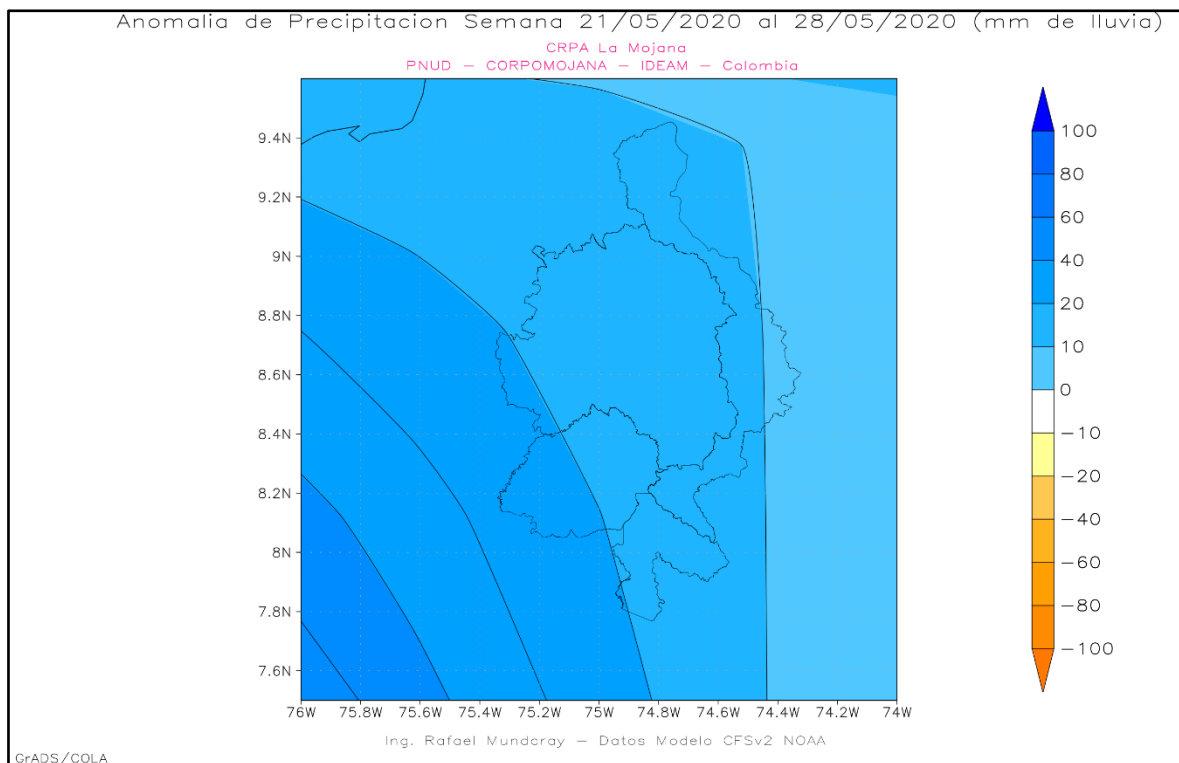 Anomalia de Precipitacion Semana 21/05/2020 al 28/05/2020 (mm de lluvia)
CRPA La Mojana
PNUD – CORPOMOJANA – IDEAM – Colombia
9.4N
9.2N
9N
8.8N
8.6N
8.4N
8.2N
8N
7.8N
7.6N
76W 75.8W 75.6W 75.4W 75.2W 75W 74.8W 74.6W 74.4W 74.2W 74W
100
80
60
40
20
10
0
−10
−20
−40
−60
−80
−100
Ing. Rafael Mundcray – Datos Modelo CFSv2 NOAA
GrADS/COLA